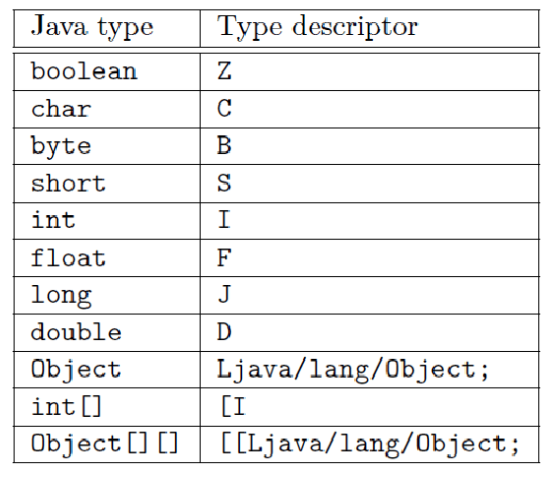 Java type Type descriptor
boolean Z
char C
byte B
short S
int I
float F
long J
double D
Object Ljava/lang/Object;
int[] [I
Object[][] [[Ljava/lang/Object;